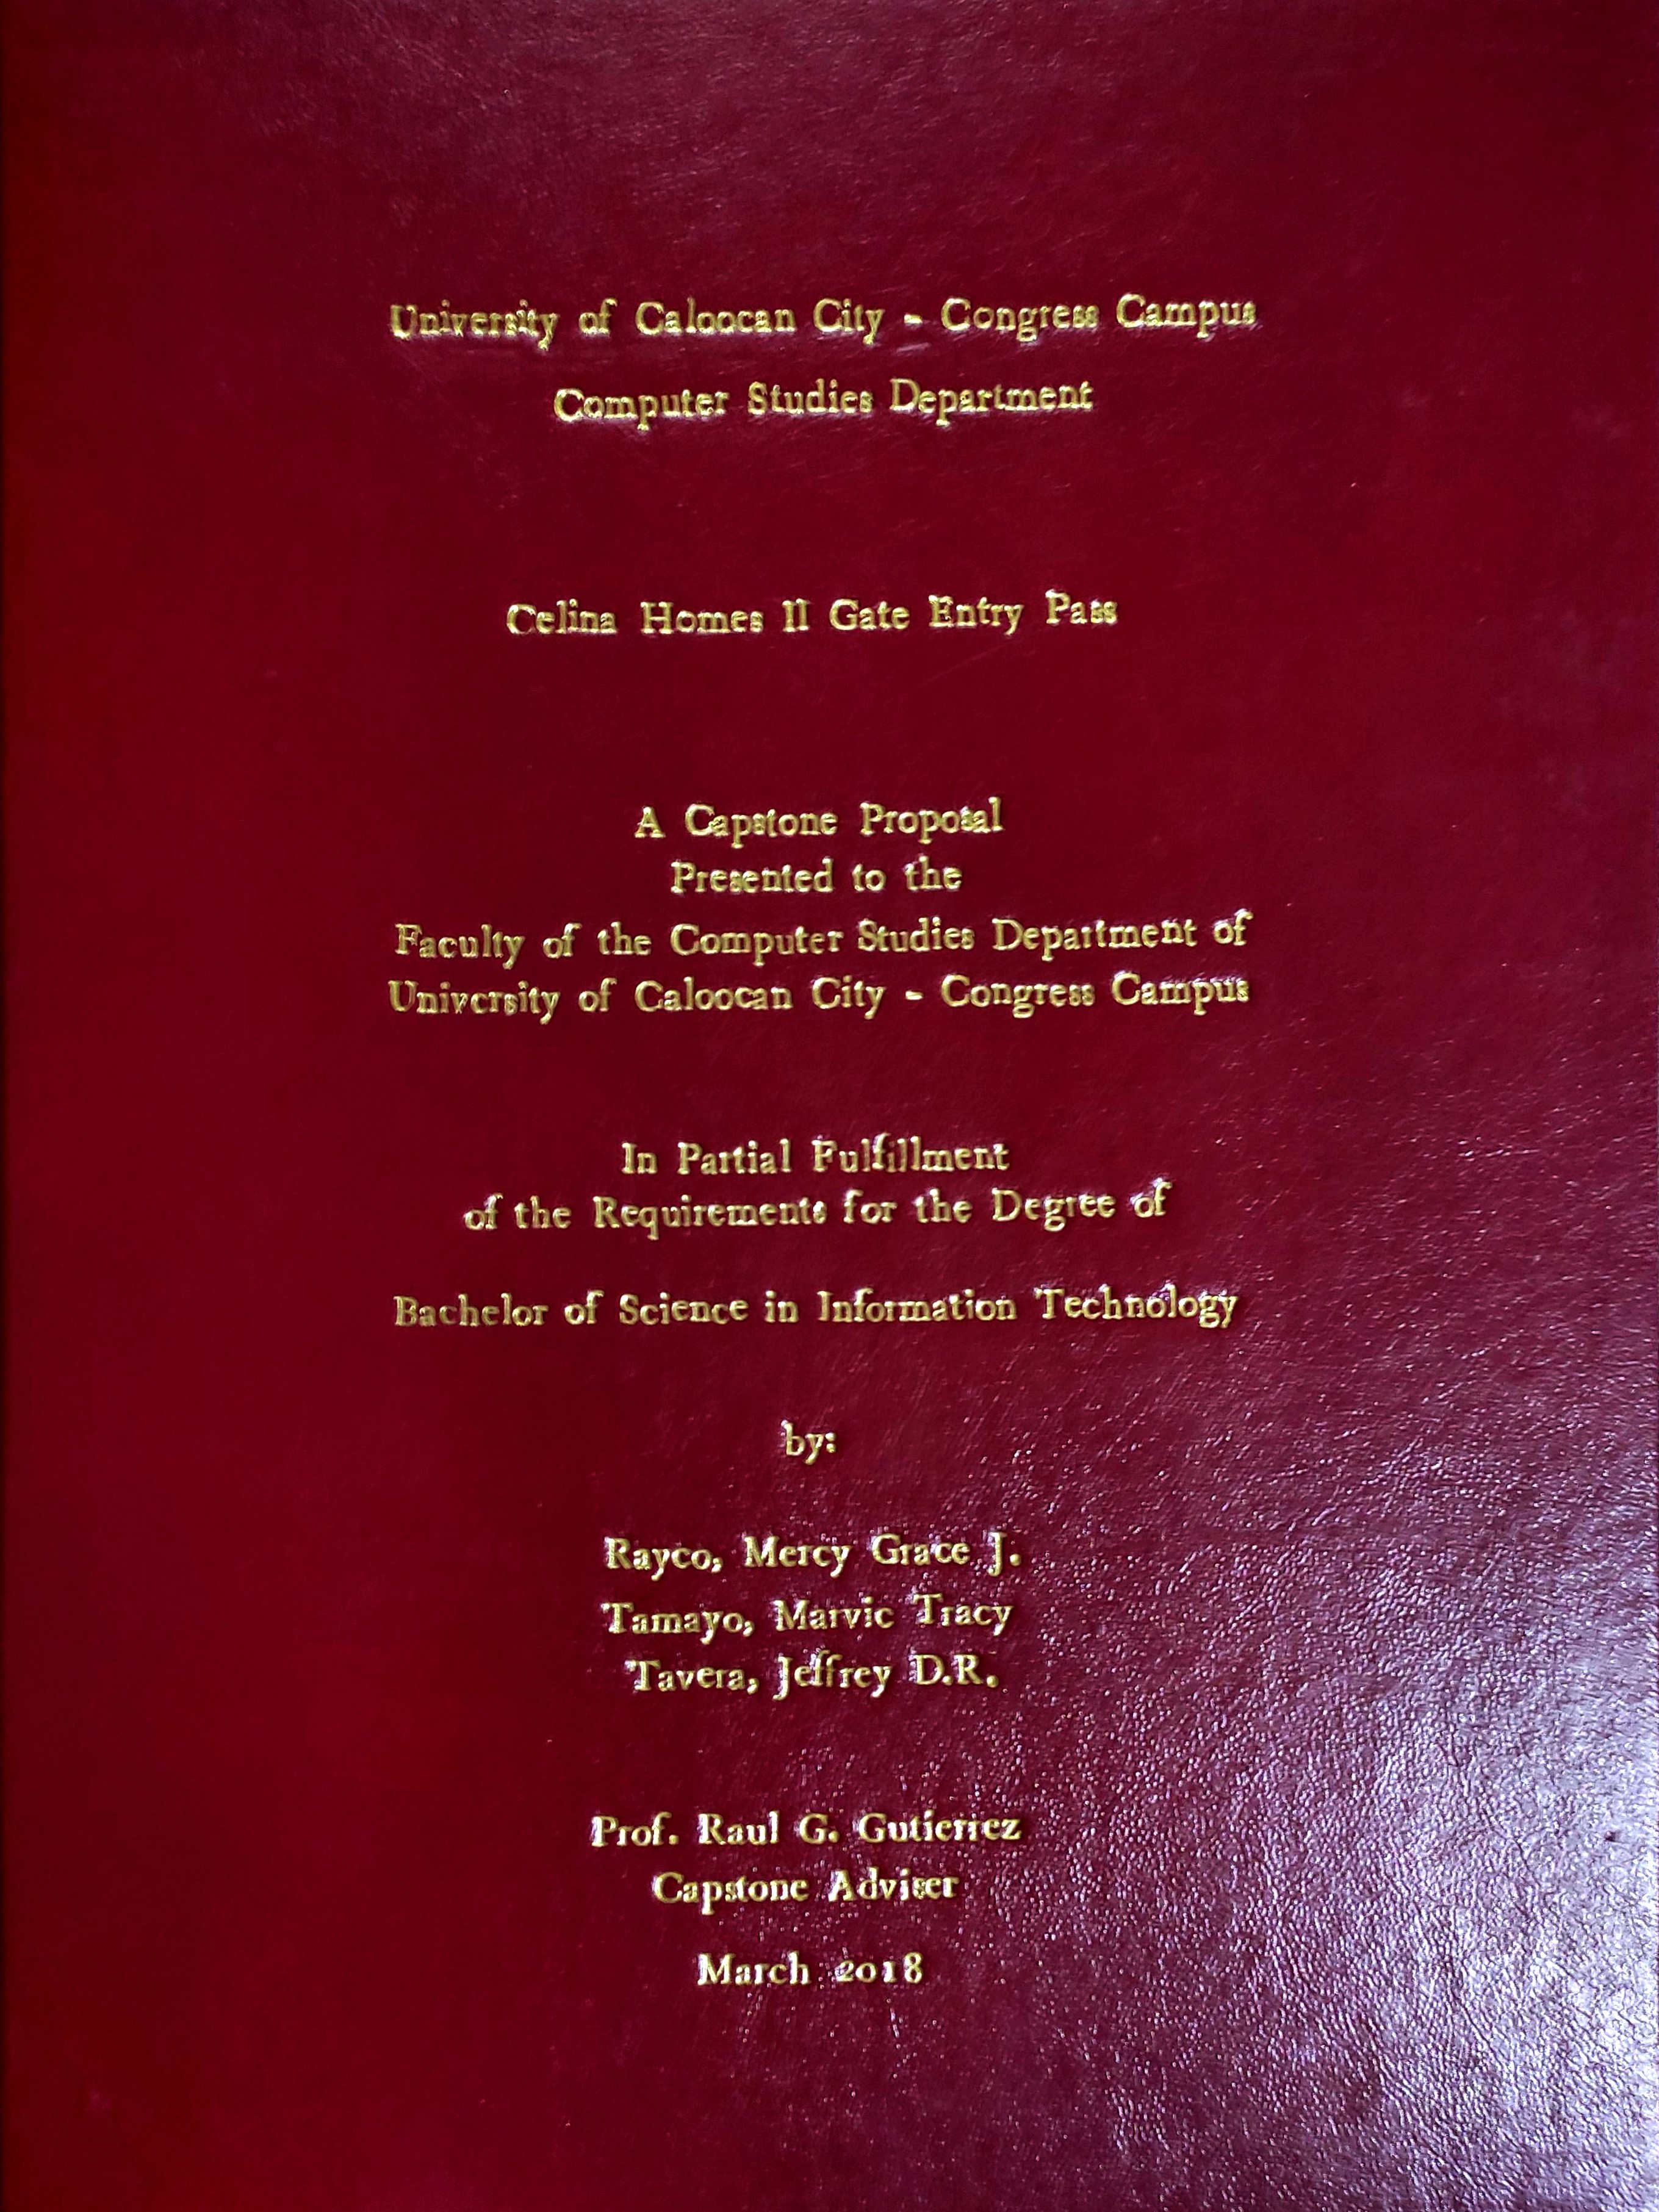 University of Caloocan City - Congress Campus
Computer Studies Department
Celina Homes II Gate Entry Pass
A Capstone Proposal
Presented to the
Faculty of the Computer Studies Department of
University of Caloocan City - Congress Campus
In Partial Fulfillment
of the Requirements for the Degree of
Bachelor of Science in Information Technology
by:
Rayco, Mercy Grace J.
Tamayo, Marvic Tracy
Tavera, Jeffrey D.R.
Prof. Raul G. Gutierrez
Capstone Adviser
March 2018